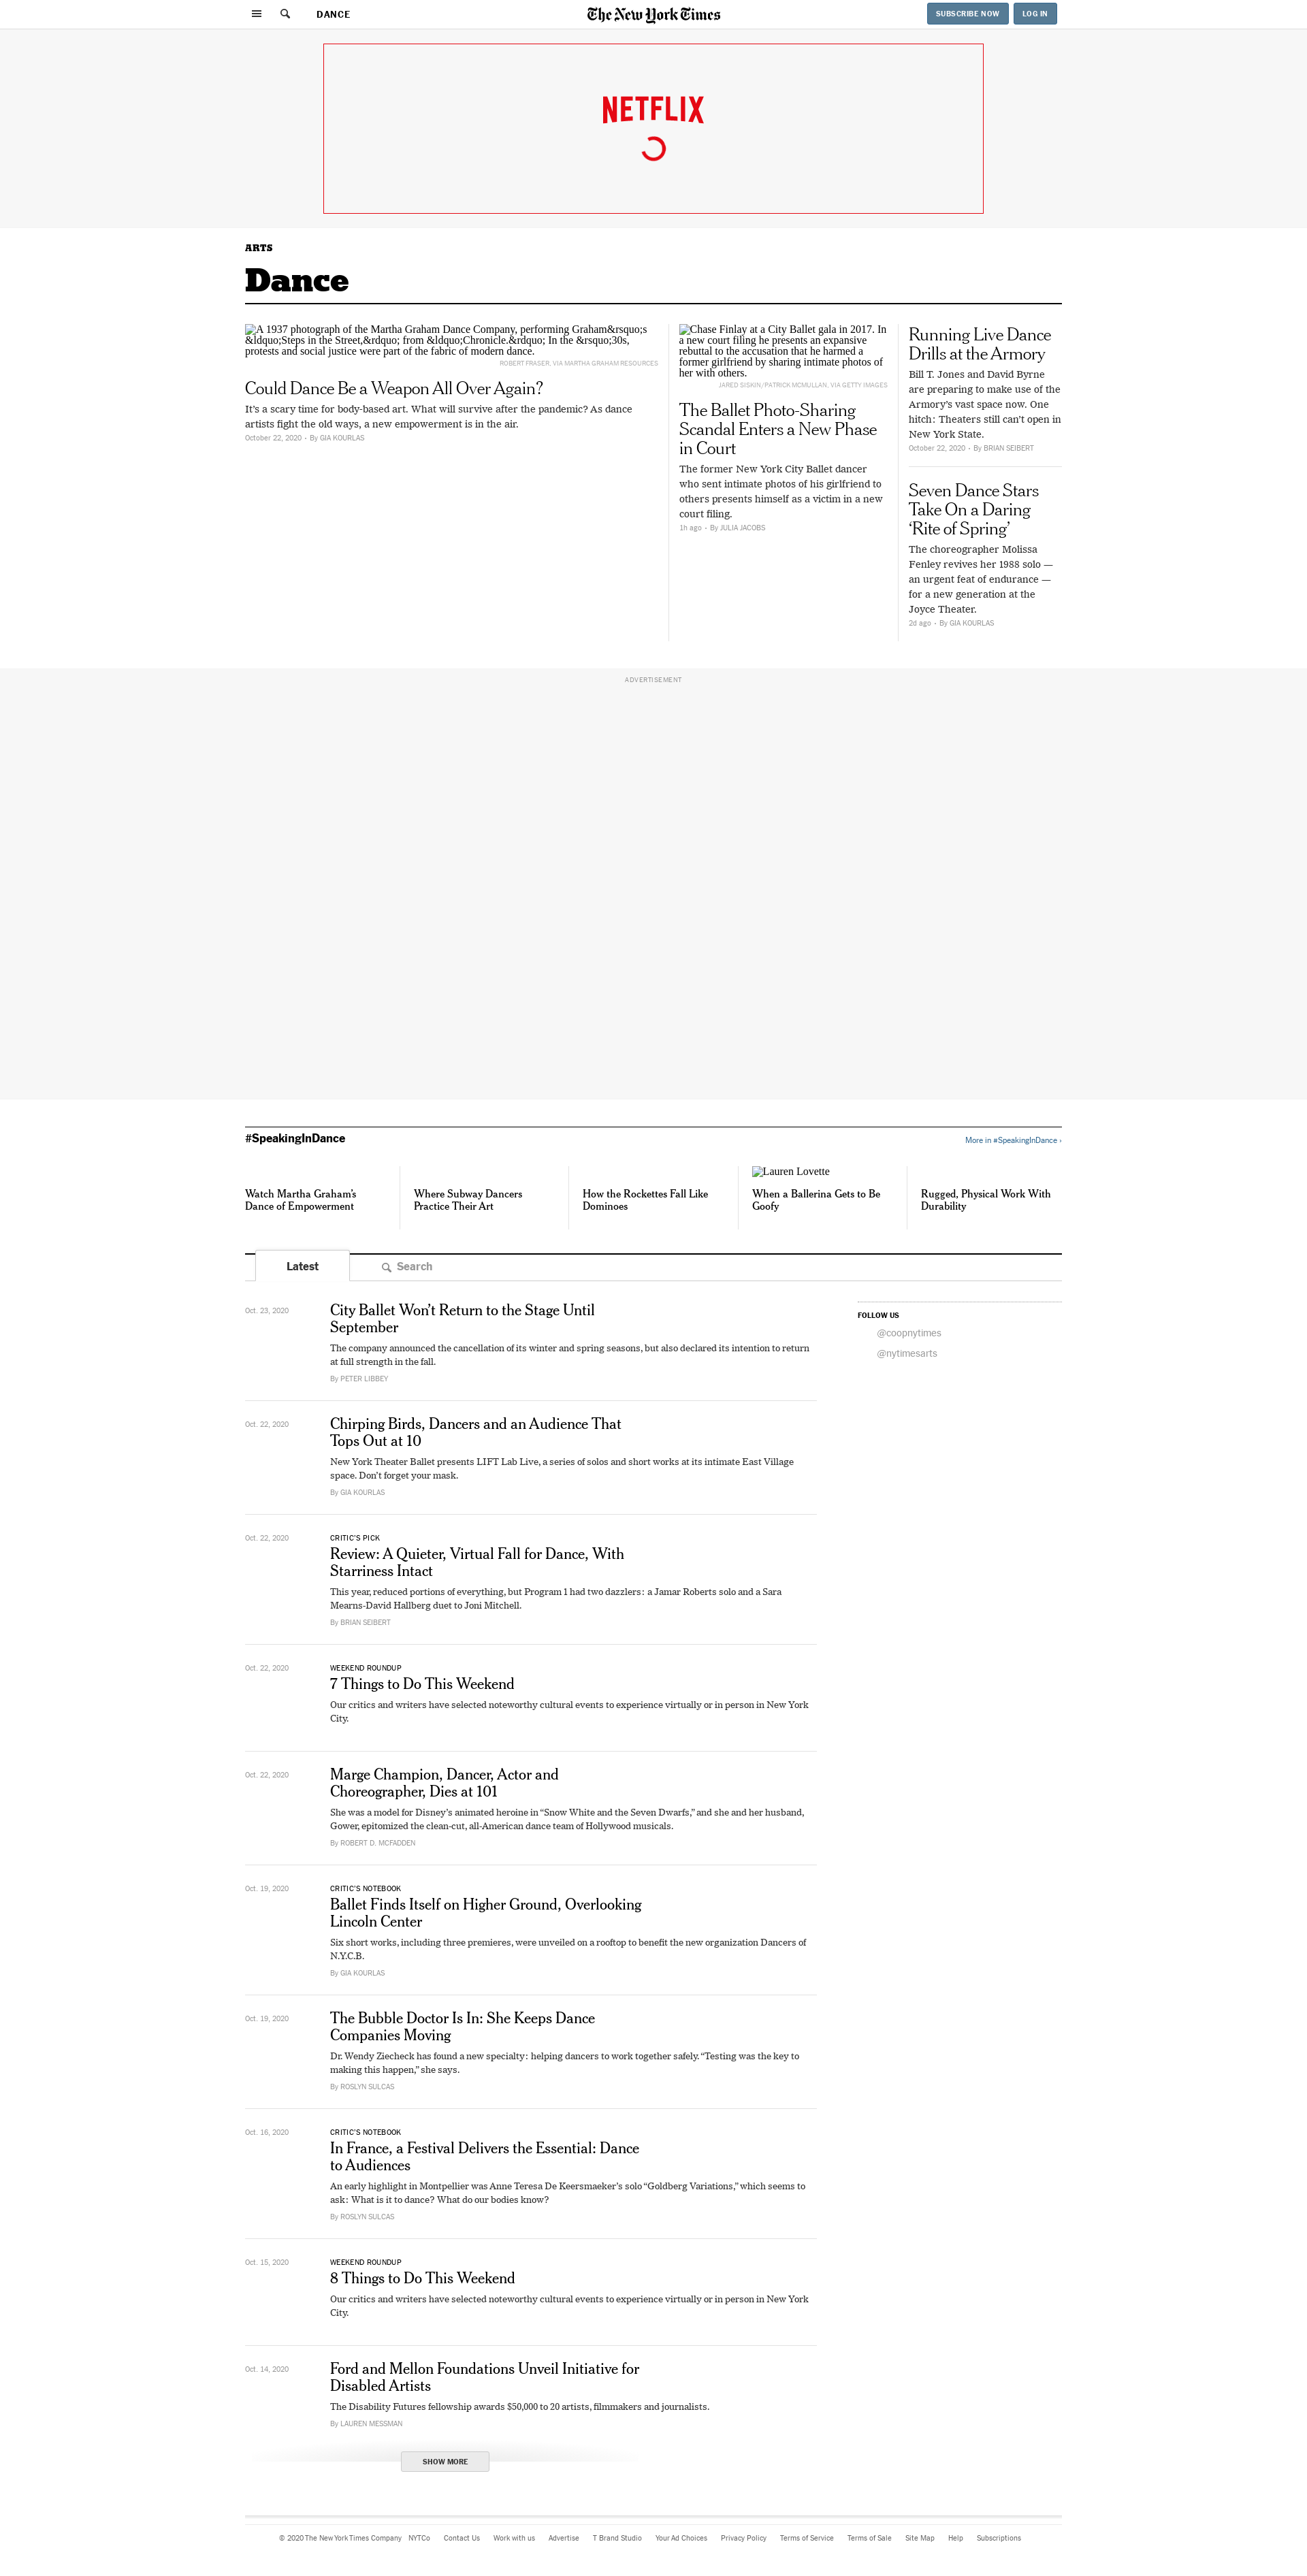 DANCE
The New York Times
SUBSCRIBE NOW
LOG IN
NETFLIX
ARTS
Dance
A 1937 photograph of the Martha Graham Dance Company, performing Graham&rsquo;s
&ldquo;Steps in the Street,&rdquo; from &ldquo;Chronicle.&rdquo; In the &rsquo;30s,
protests and social justice were part of the fabric of modern dance.
ROBERT FRASER, VIA MARTHA GRAHAM RESOURCES
Could Dance Be a Weapon All Over Again?
It’s a scary time for body-based art. What will survive after the pandemic? As dance
artists fight the old ways, a new empowerment is in the air.
October 22, 2020 • By GIA KOURLAS
Chase Finlay at a City Ballet gala in 2017. In
a new court filing he presents an expansive
rebuttal to the accusation that he harmed a
former girlfriend by sharing intimate photos of
her with others.
JARED SISKIN/PATRICK MCMULLAN, VIA GETTY IMAGES
The Ballet Photo-Sharing
Scandal Enters a New Phase
in Court
The former New York City Ballet dancer
who sent intimate photos of his girlfriend to
others presents himself as a victim in a new
court filing.
1h ago • By JULIA JACOBS
Running Live Dance
Drills at the Armory
Bill T. Jones and David Byrne
are preparing to make use of the
Armory’s vast space now. One
hitch: Theaters still can’t open in
New York State.
October 22, 2020 • By BRIAN SEIBERT
Seven Dance Stars
Take On a Daring
‘Rite of Spring’
The choreographer Molissa
Fenley revives her 1988 solo —
an urgent feat of endurance —
for a new generation at the
Joyce Theater.
2d ago • By GIA KOURLAS
ADVERTISEMENT
#SpeakingInDance
More in #SpeakingInDance ›
Watch Martha Graham’s
Dance of Empowerment
Where Subway Dancers
Practice Their Art
How the Rockettes Fall Like
Dominoes
Lauren Lovette
When a Ballerina Gets to Be
Goofy
Rugged, Physical Work With
Durability
Latest
Search
Oct. 23, 2020
City Ballet Won’t Return to the Stage Until
September
The company announced the cancellation of its winter and spring seasons, but also declared its intention to return
at full strength in the fall.
By PETER LIBBEY
FOLLOW US
@coopnytimes
@nytimesarts
Oct. 22, 2020
Chirping Birds, Dancers and an Audience That
Tops Out at 10
New York Theater Ballet presents LIFT Lab Live, a series of solos and short works at its intimate East Village
space. Don’t forget your mask.
By GIA KOURLAS
Oct. 22, 2020
CRITIC’S PICK
Review: A Quieter, Virtual Fall for Dance, With
Starriness Intact
This year, reduced portions of everything, but Program 1 had two dazzlers: a Jamar Roberts solo and a Sara
Mearns-David Hallberg duet to Joni Mitchell.
By BRIAN SEIBERT
Oct. 22, 2020
WEEKEND ROUNDUP
7 Things to Do This Weekend
Our critics and writers have selected noteworthy cultural events to experience virtually or in person in New York
City.
Oct. 22, 2020
Marge Champion, Dancer, Actor and
Choreographer, Dies at 101
She was a model for Disney’s animated heroine in “Snow White and the Seven Dwarfs,” and she and her husband,
Gower, epitomized the clean-cut, all-American dance team of Hollywood musicals.
By ROBERT D. MCFADDEN
Oct. 19, 2020
CRITIC’S NOTEBOOK
Ballet Finds Itself on Higher Ground, Overlooking
Lincoln Center
Six short works, including three premieres, were unveiled on a rooftop to benefit the new organization Dancers of
N.Y.C.B.
By GIA KOURLAS
Oct. 19, 2020
The Bubble Doctor Is In: She Keeps Dance
Companies Moving
Dr. Wendy Ziecheck has found a new specialty: helping dancers to work together safely. “Testing was the key to
making this happen,” she says.
By ROSLYN SULCAS
Oct. 16, 2020
CRITIC’S NOTEBOOK
In France, a Festival Delivers the Essential: Dance
to Audiences
An early highlight in Montpellier was Anne Teresa De Keersmaeker’s solo “Goldberg Variations,” which seems to
ask: What is it to dance? What do our bodies know?
By ROSLYN SULCAS
Oct. 15, 2020
WEEKEND ROUNDUP
8 Things to Do This Weekend
Our critics and writers have selected noteworthy cultural events to experience virtually or in person in New York
City.
Oct. 14, 2020
Ford and Mellon Foundations Unveil Initiative for
Disabled Artists
The Disability Futures fellowship awards $50,000 to 20 artists, filmmakers and journalists.
By LAUREN MESSMAN
SHOW MORE
© 2020 The New York Times Company NYTCo Contact Us Work with us Advertise T Brand Studio Your Ad Choices Privacy Policy Terms of Service Terms of Sale Site Map Help Subscriptions